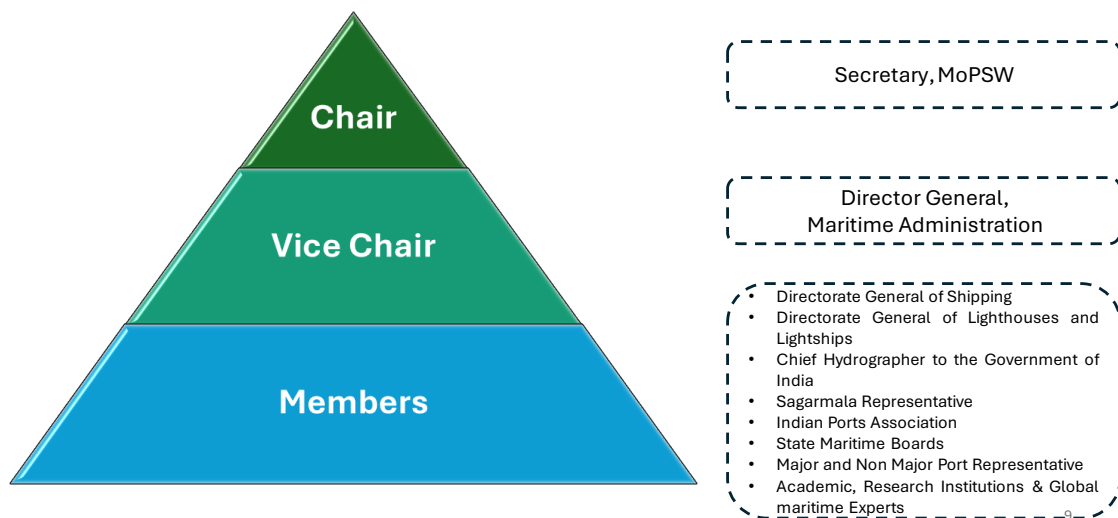 Chair
Secretary, MoPSW
Vice Chair
Director General,
Maritime Administration
Members
• Directorate General of Shipping
• Directorate General of Lighthouses and
Lightships
• Chief Hydrographer to the Government of
India
• Sagarmala Representative
• Indian Ports Association
• State Maritime Boards
• Major and Non Major Port Representative
• Academic, Research Institutions & Global
maritime Experts
9